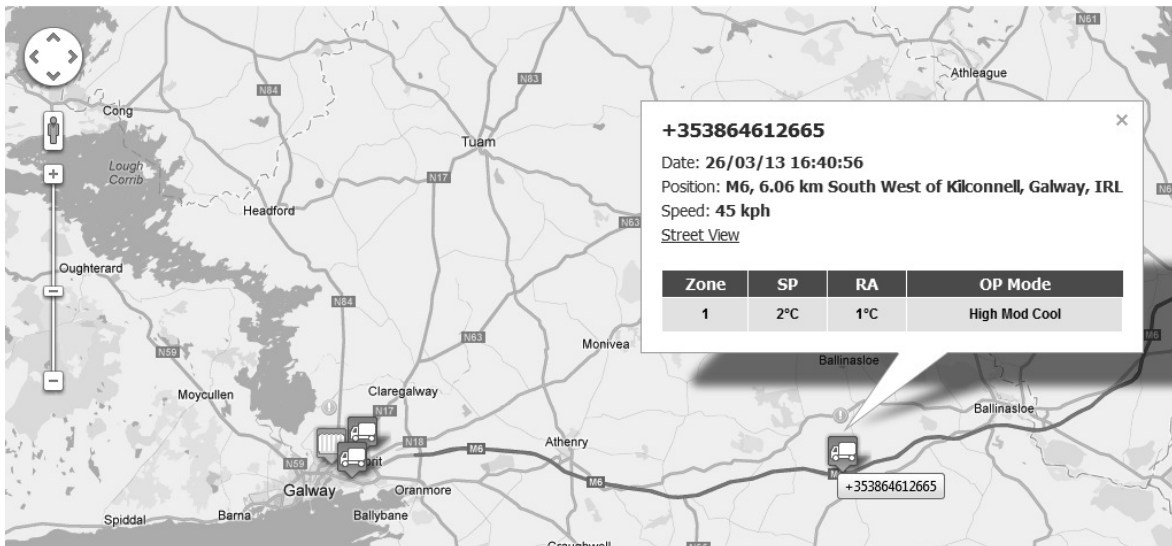 N61
Athleague
N83
N84
Cong
+353864612665
Date: 26/03/13 16:40:56
Tuam
Lough
Corrib
Position: M6, 6.06 km South West of Kilconnell, Galway, IRL
N17
Speed: 45 kph
Headford
N63
Street View
Oughterard
Zone SP RA OP Mode
N84
1 2°C 1°C High Mod Cool
N63
M6
N59
Monivea
Ballinasloe
Moycullen
Claregalway
N17
Ballinasloe
N18
M6
Athenry
N59
M6
+353864612665
Galway
Oranmore
Spiddal
Barna
Ballybane
Craughwell